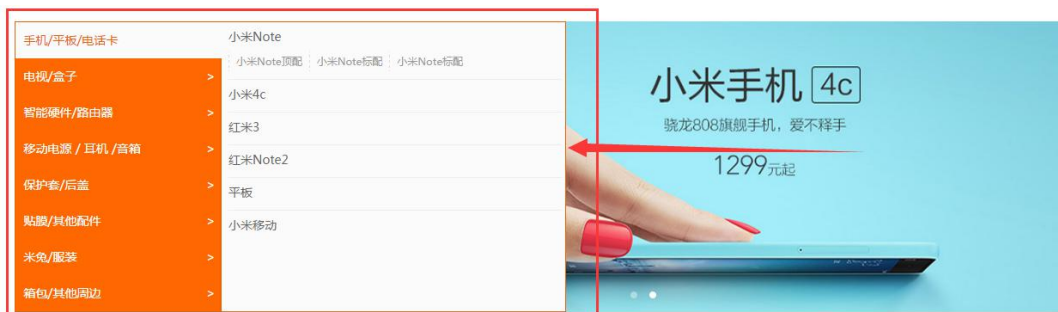 手机/平板/电话卡
电视/盒子 >
智能硬件/路由器 >
移动电源 / 耳机 /音箱 >
保护套/后盖 >
贴膜/其他配件 >
米兔/服装 >
箱包/其他周边 >
小米Note
小米Note顶配 小米Note标配 小米Note标配
小米4c
红米3
红米Note2
平板
小米移动
小米手机 4c
骁龙808旗舰手机，爱不释手
1299元起